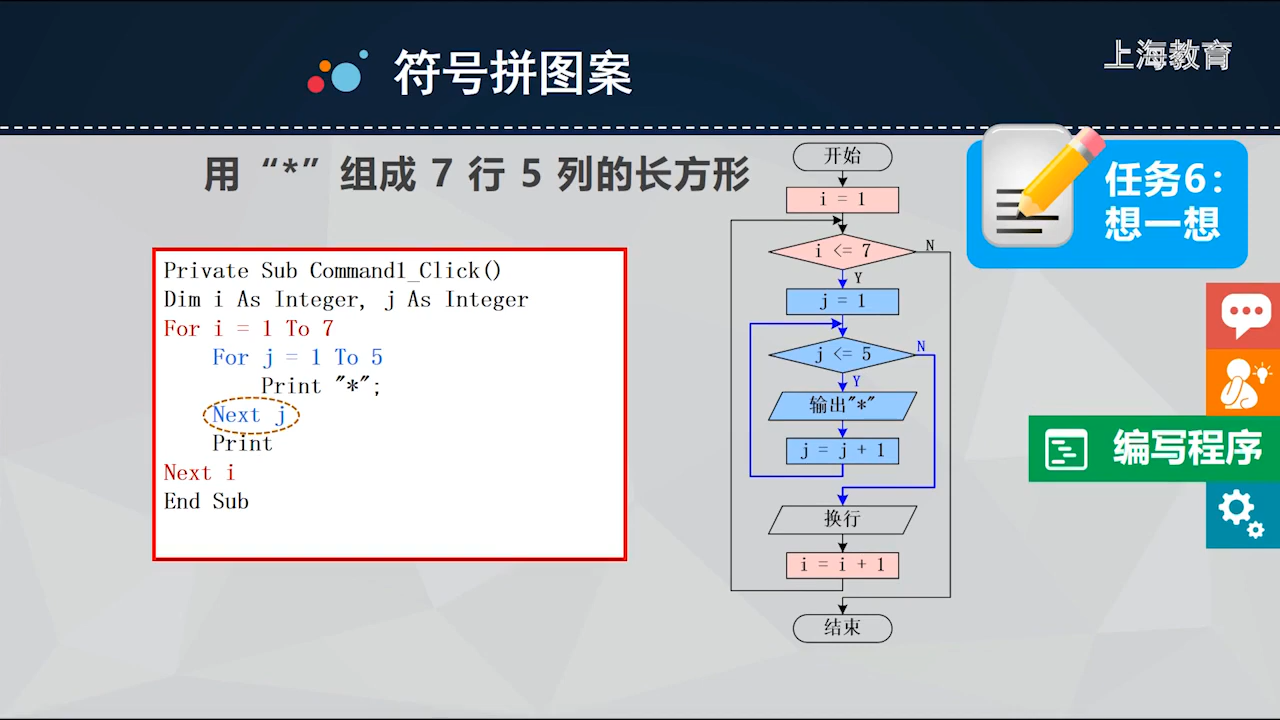 符号拼图案
上海教育
用“*”组成 7 行 5 列的长方形
Private Sub Command1_Click()
Dim i As Integer, j As Integer
For i = 1 To 7
For j = 1 To 5
Print "*";
Next j
Print
Next i
End Sub
开始
i = 1
i <= 7
N
Y
j = 1
j <= 5
N
Y
输出"*"
j = j + 1
换行
i = i + 1
结束
任务6：
想一想
编写程序